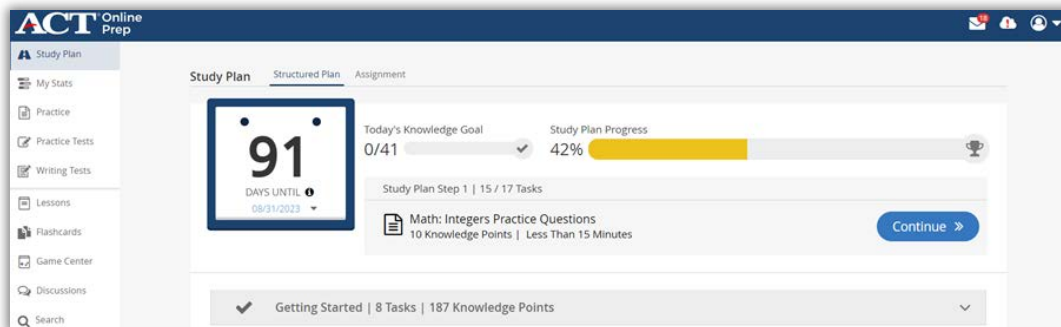 ACT Online Prep
18
Study Plan
My Stats
Practice
Practice Tests
Writing Tests
Lessons
Flashcards
Game Center
Discussions
Search
Study Plan
Structured Plan
Assignment
91
DAYS UNTIL
08/31/2023
Today's Knowledge Goal
0/41
Study Plan Progress
42%
Study Plan Step 1 | 15 / 17 Tasks
Math: Integers Practice Questions
10 Knowledge Points | Less Than 15 Minutes
Continue »
Getting Started | 8 Tasks | 187 Knowledge Points